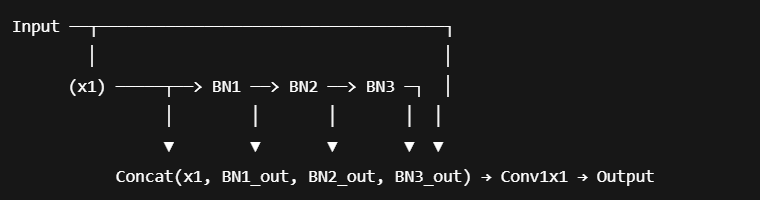 Input
(x1) → BN1 → BN2 → BN3
Concat(x1, BN1_out, BN2_out, BN3_out) → Conv1x1 → Output